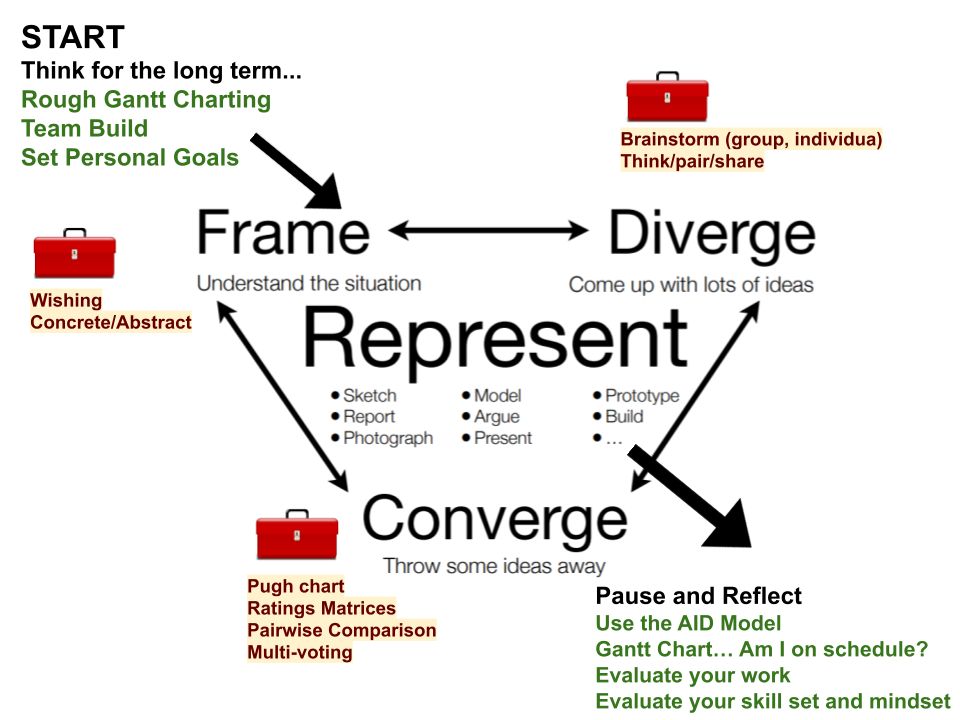 START
Think for the long term...
Rough Gantt Charting
Team Build
Set Personal Goals
Brainstorm (group, individua)
Think/pair/share
Frame
Understand the situation
Diverge
Come up with lots of ideas
Wishing
Concrete/Abstract
Represent
• Sketch
• Report
• Photograph
• Model
• Argue
• Present
• Prototype
• Build
• ...
Converge
Throw some ideas away
Pugh chart
Ratings Matrices
Pairwise Comparison
Multi-voting
Pause and Reflect
Use the AID Model
Gantt Chart… Am I on schedule?
Evaluate your work
Evaluate your skill set and mindset